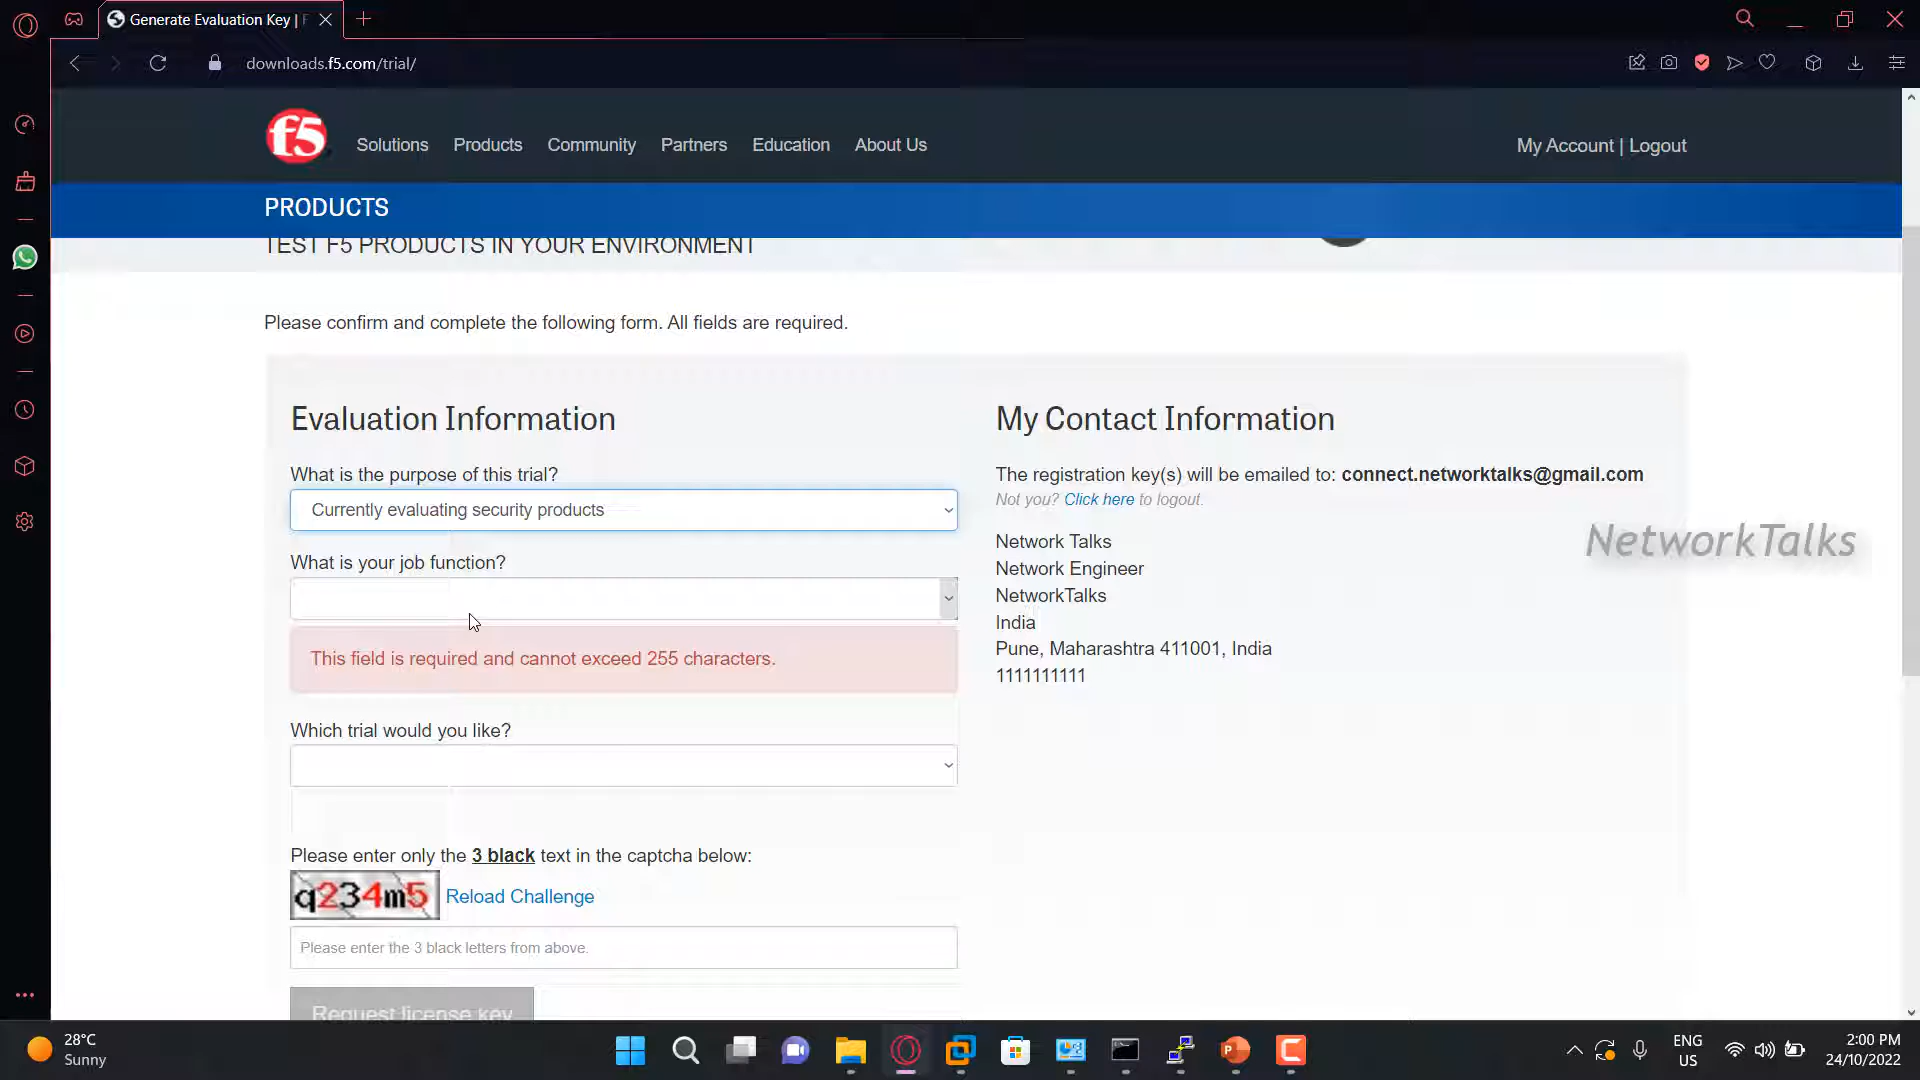 Generate Evaluation Key | F
downloads.f5.com/trial/
f5
Solutions
Products
Community
Partners
Education
About Us
My Account | Logout
PRODUCTS
TEST F5 PRODUCTS IN YOUR ENVIRONMENT
Please confirm and complete the following form. All fields are required.
Evaluation Information
What is the purpose of this trial?
Currently evaluating security products
What is your job function?
This field is required and cannot exceed 255 characters.
Which trial would you like?
Please enter only the 3 black text in the captcha below:
q234m5
Reload Challenge
Please enter the 3 black letters from above.
Request license key
My Contact Information
The registration key(s) will be emailed to: connect.networktalks@gmail.com
Not you? Click here to logout.
Network Talks
Network Engineer
NetworkTalks
India
Pune, Maharashtra 411001, India
1111111111
NetworkTalks
28°C
Sunny
ENG
US
2:00 PM
24/10/2022